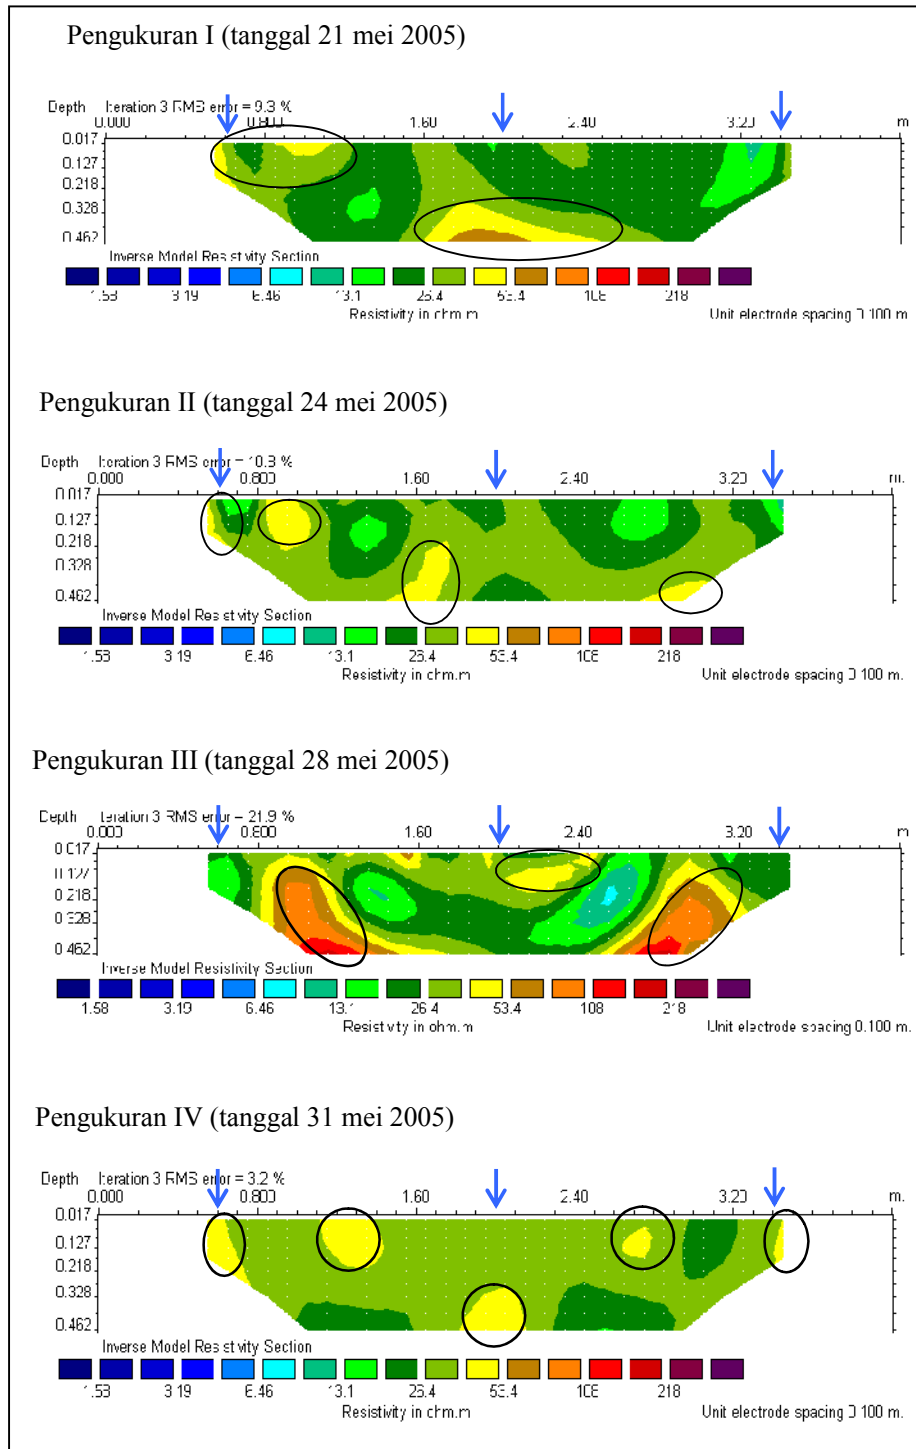 Pengukuran I (tanggal 21 mei 2005)
Depth Iteration 3 RMS error = 9.3 %
0.000 0.800 1.60 2.40 3.20 m
0.017
0.127
0.218
0.328
0.462
Inverse Model Resistivity Section
1.58 3.19 6.46 13.1 26.4 53.4 108 218
Resistivity in ohm.m Unit electrode spacing 0.100 m
Pengukuran II (tanggal 24 mei 2005)
Depth Iteration 3 RMS error = 10.3 %
0.000 0.800 1.60 2.40 3.20 m.
0.017
0.127
0.218
0.328
0.462
Inverse Model Resistivity Section
1.58 3.19 6.46 13.1 26.4 53.4 108 218
Resistivity in ohm.m Unit electrode spacing 0.100 m.
Pengukuran III (tanggal 28 mei 2005)
Depth Iteration 3 RMS error = 21.9 %
0.000 0.800 1.60 2.40 3.20 m
0.017
0.127
0.218
0.328
0.462
Inverse Model Resistivity Section
1.58 3.19 6.46 13.1 26.4 53.4 108 218
Resistivity in ohm.m Unit electrode spacing 0.100 m.
Pengukuran IV (tanggal 31 mei 2005)
Depth Iteration 3 RMS error = 3.2 %
0.000 0.800 1.60 2.40 3.20 m.
0.017
0.127
0.218
0.328
0.462
Inverse Model Resistivity Section
1.58 3.19 6.46 13.1 26.4 53.4 108 218
Resistivity in ohm.m Unit electrode spacing 0.100 m.